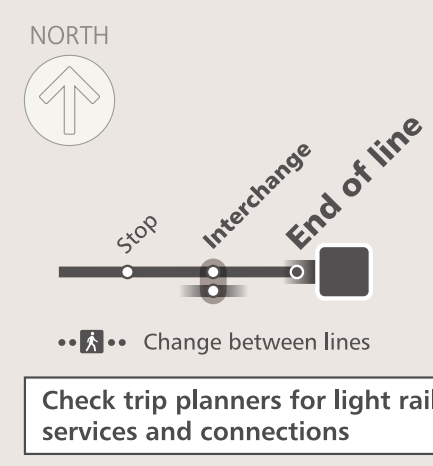 NORTH
Stop
Interchange
End of line
Change between lines
Check trip planners for light rail
services and connections